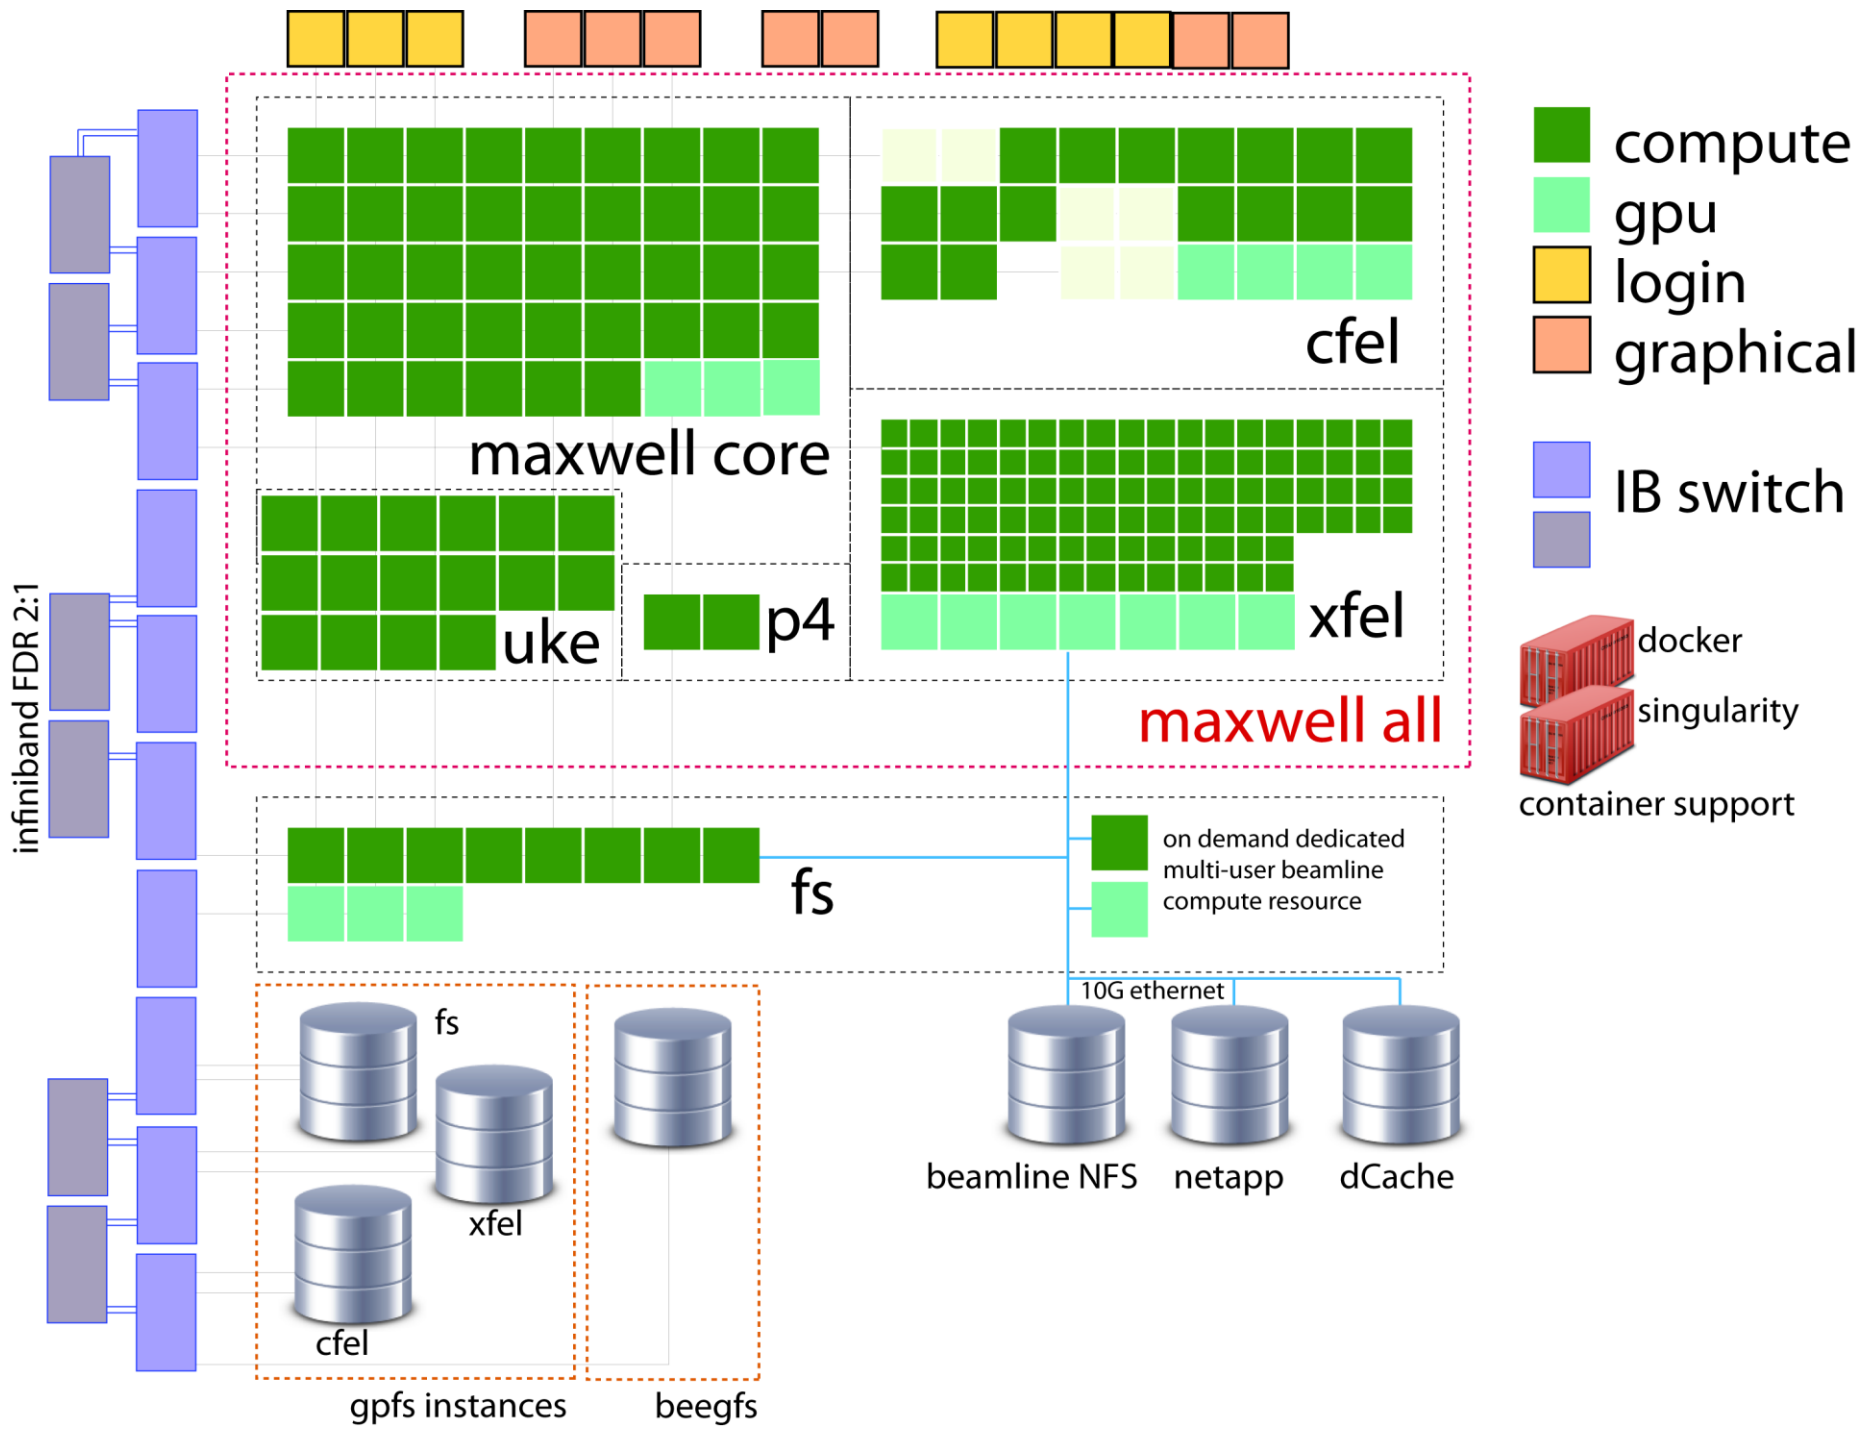 compute
gpu
login
graphical
cfel
maxwell core
IB switch
xfel
p4
uke
docker
singularity
container support
maxwell all
infiniband FDR 2:1
on demand dedicated
multi-user beamline
compute resource
fs
10G ethernet
fs
beamline NFS
netapp
dCache
xfel
cfel
gpfs instances
beegfs